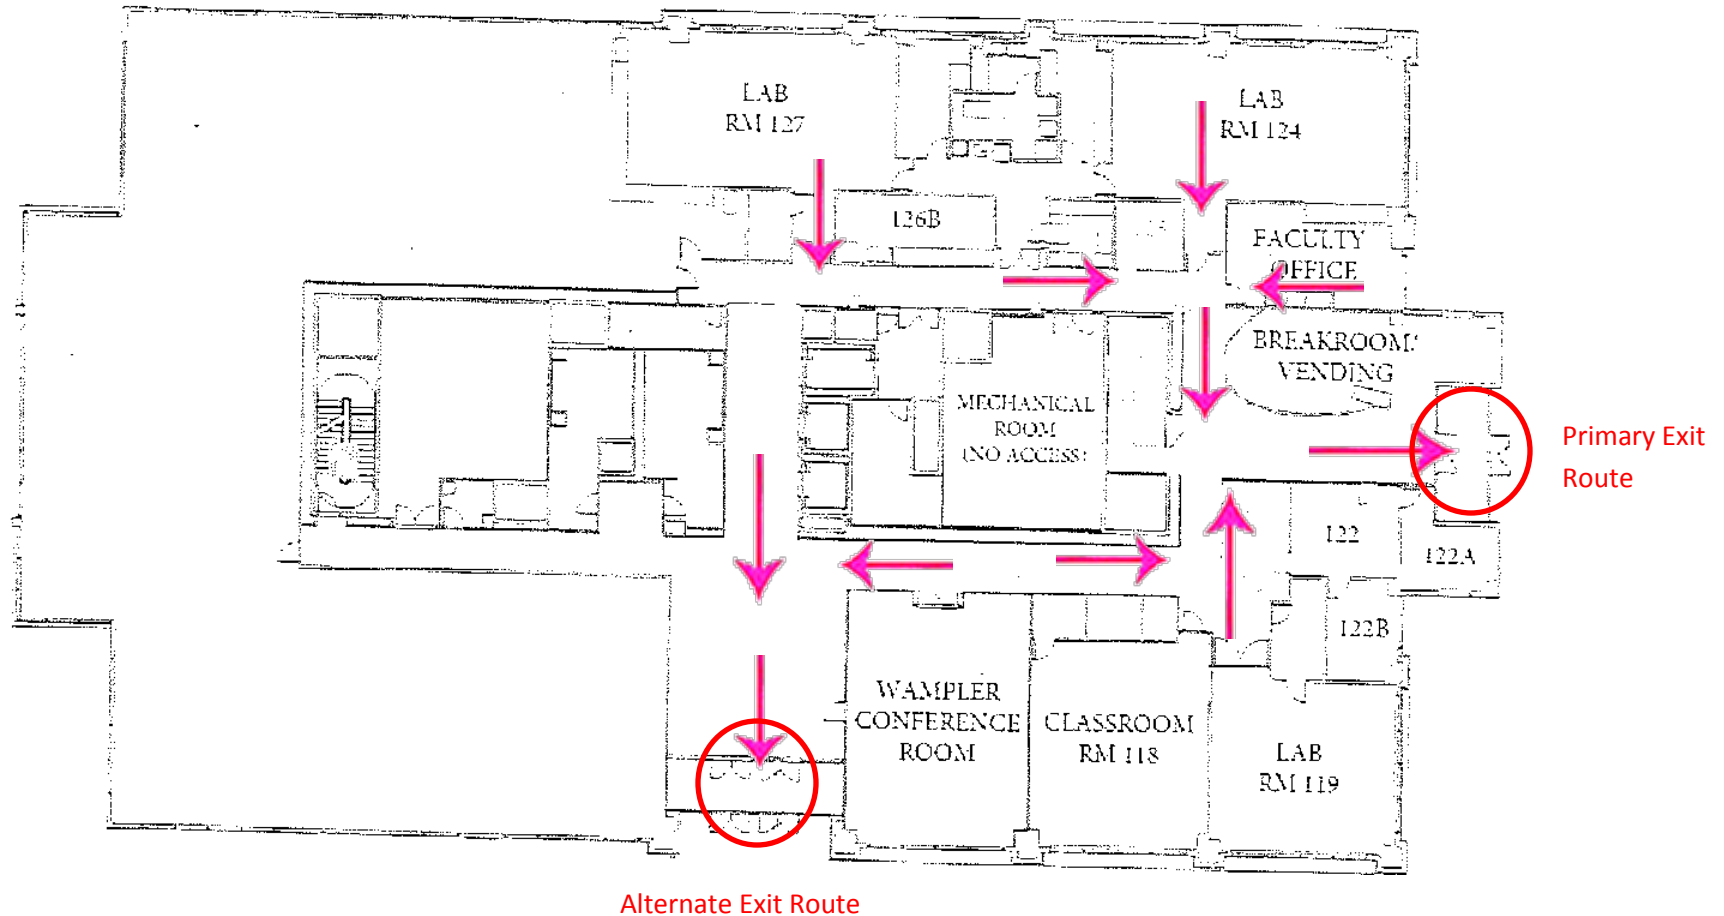 LAB
RM 127
LAB
RM 124
126B
FACULTY
OFFICE
BREAKROOM/
VENDING
MECHANICAL
ROOM
(NO ACCESS)
Primary Exit
Route
122
122A
122B
WAMPLER
CONFERENCE
ROOM
CLASSROOM
RM 118
LAB
RM 119
Alternate Exit Route